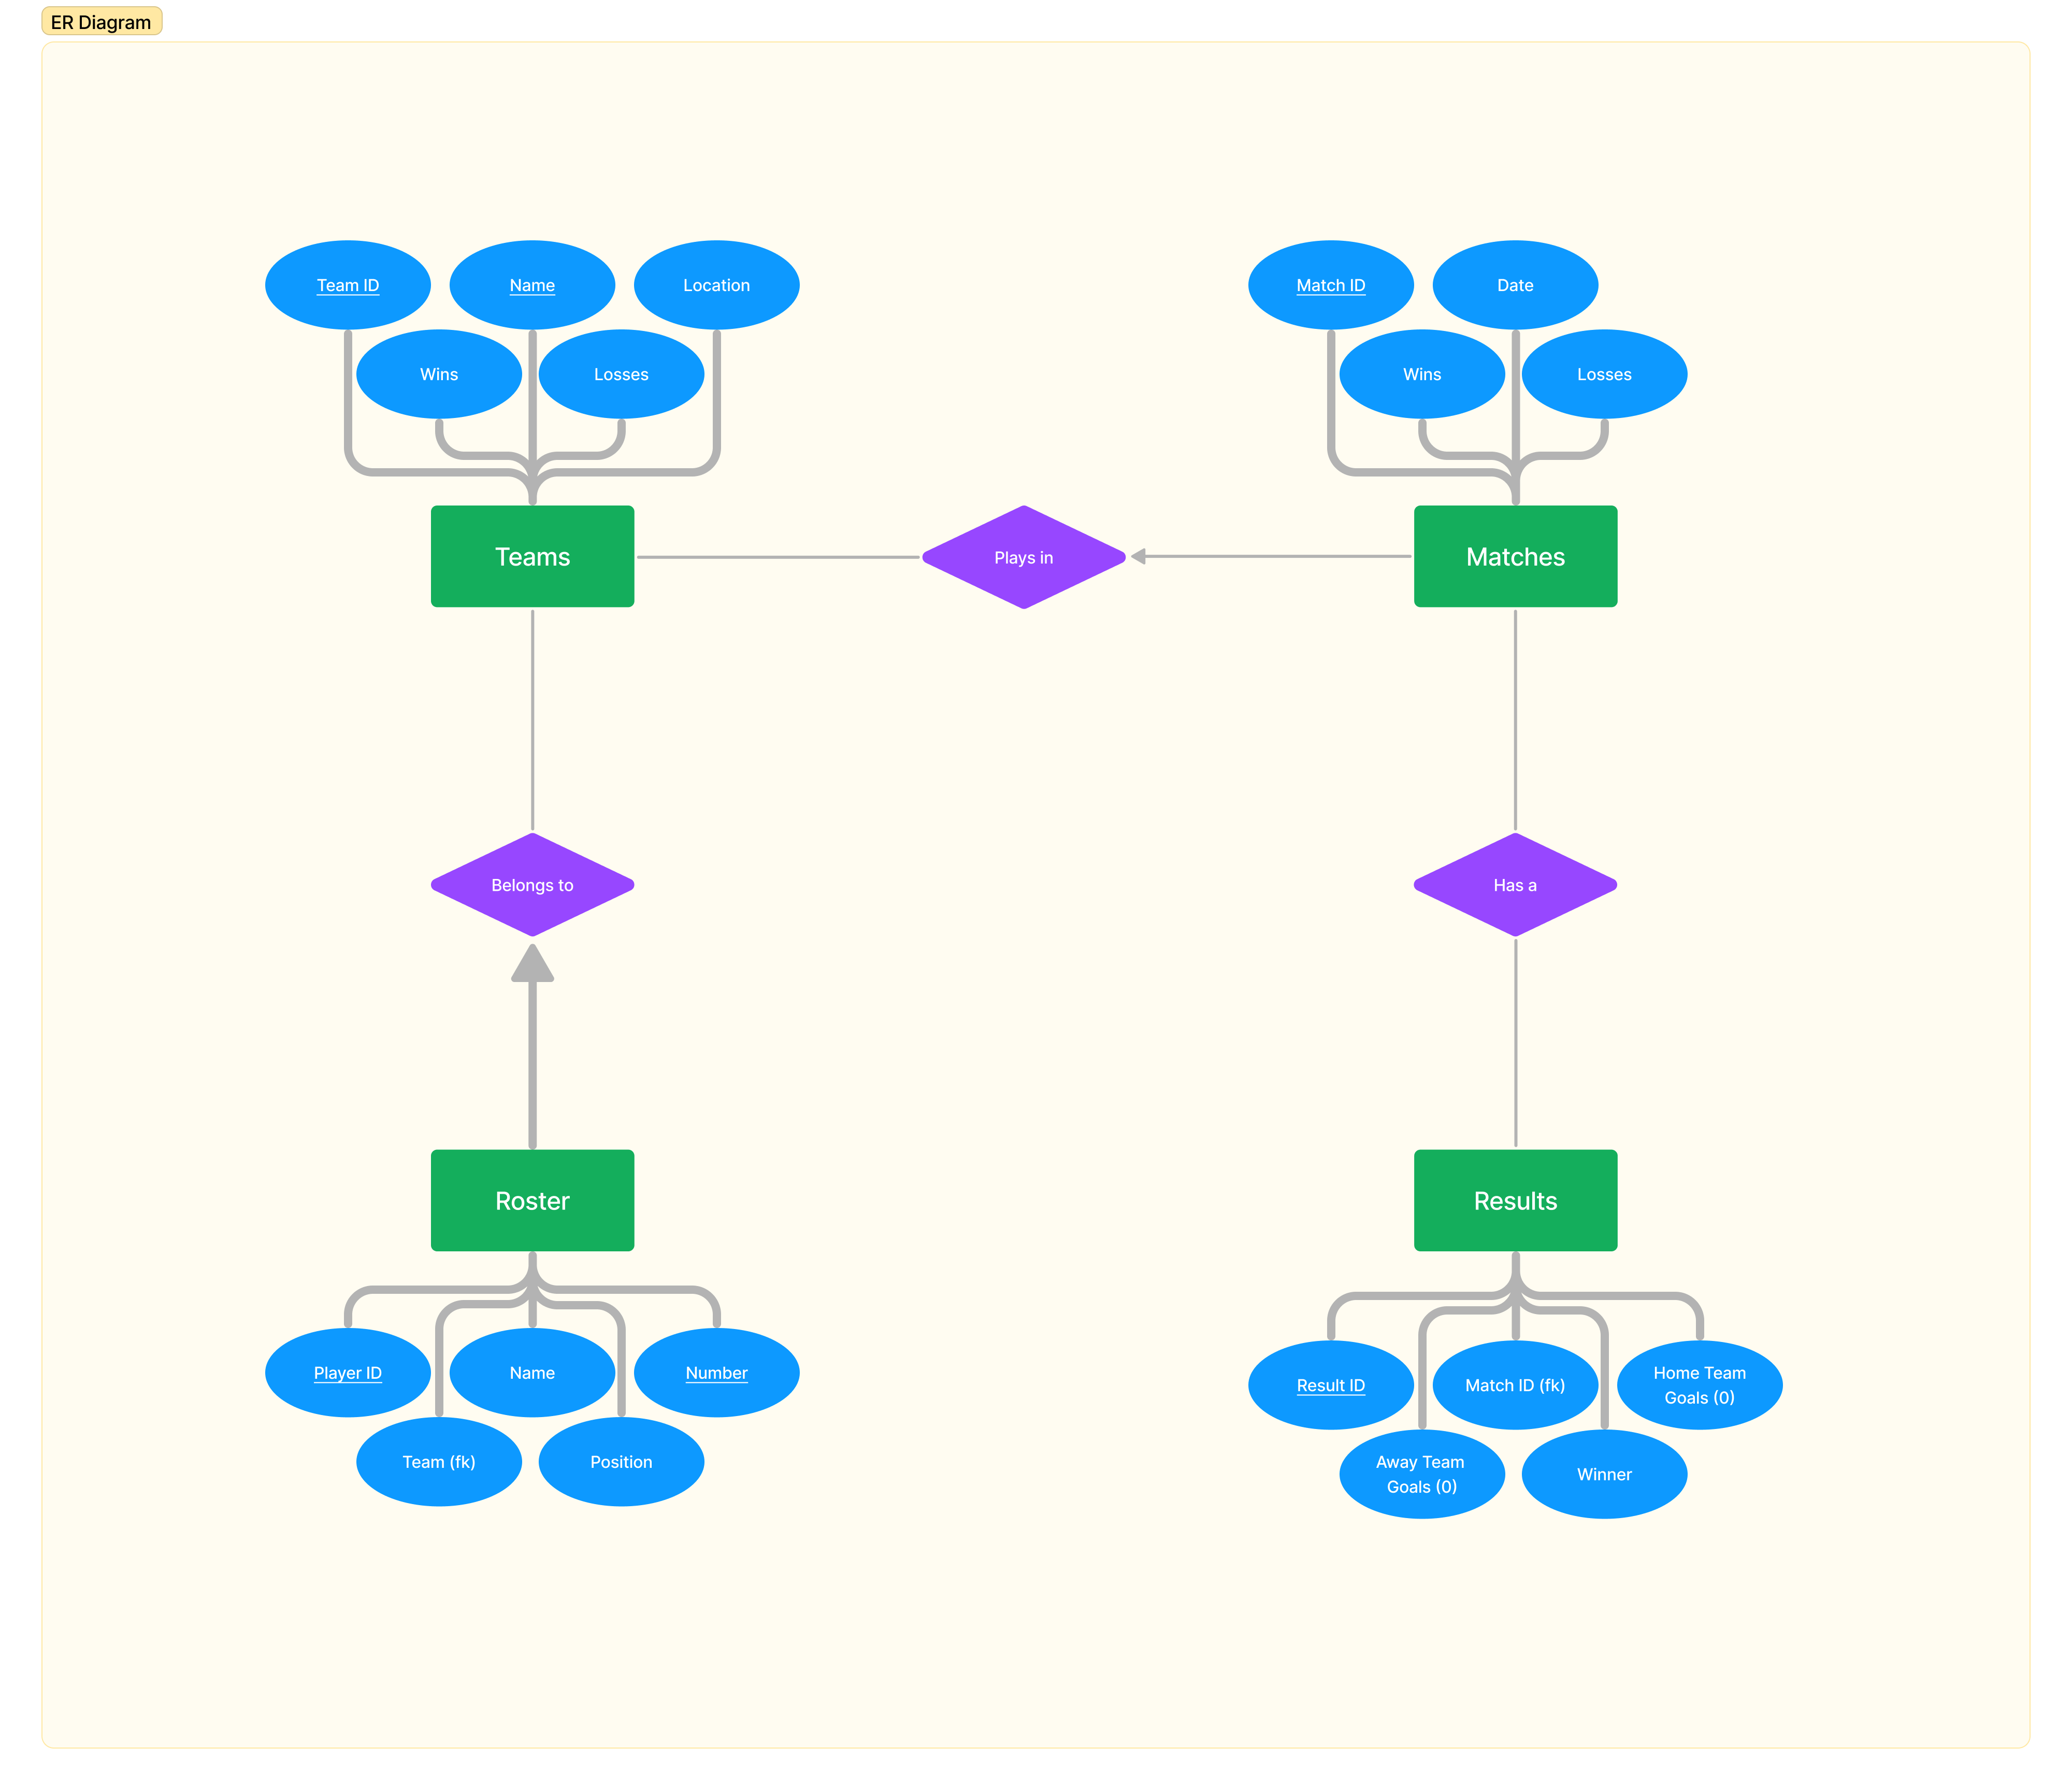 ER Diagram
Team ID
Name
Location
Wins
Losses
Teams
Match ID
Date
Wins
Losses
Matches
Plays in
Belongs to
Has a
Roster
Player ID
Name
Number
Team (fk)
Position
Results
Result ID
Match ID (fk)
Home Team
Goals (0)
Away Team
Goals (0)
Winner